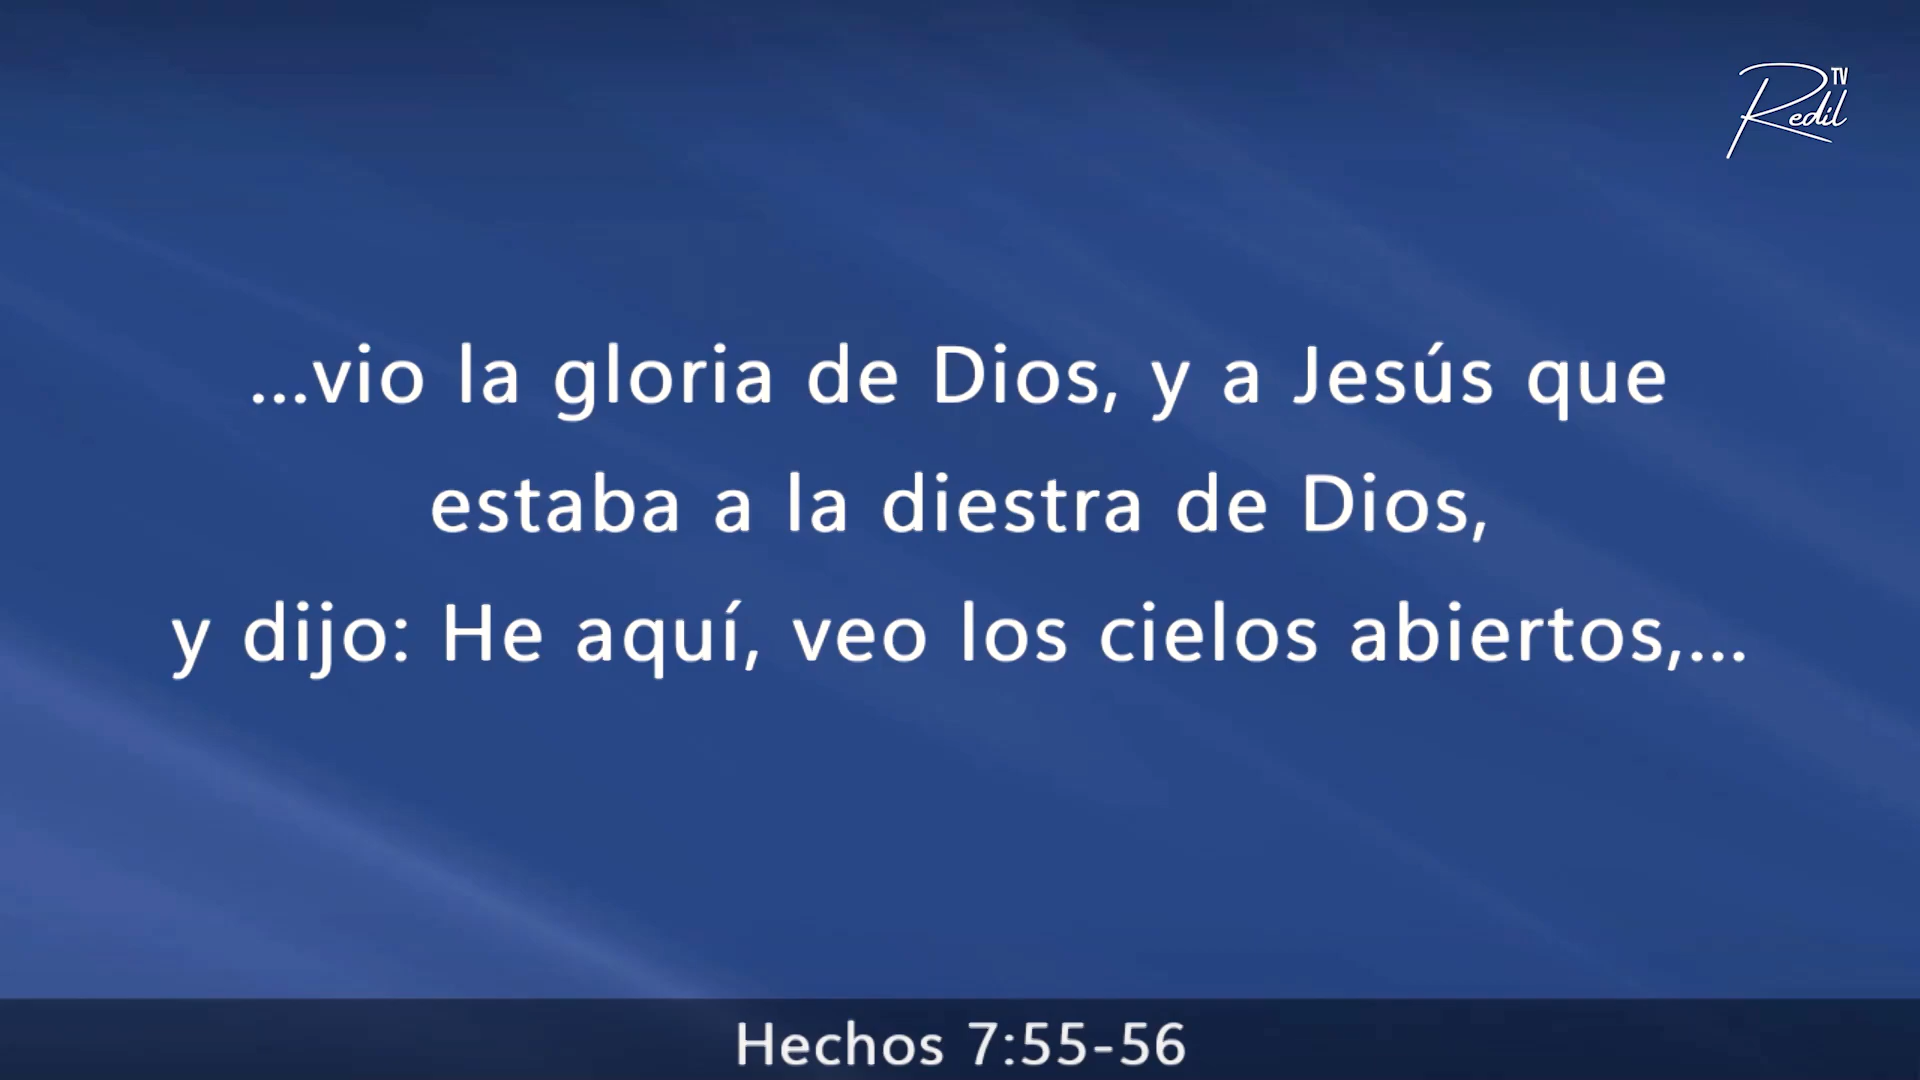 TV
Redil
...vio la gloria de Dios, y a Jesús que
estaba a la diestra de Dios,
y dijo: He aquí, veo los cielos abiertos,...
Hechos 7:55-56